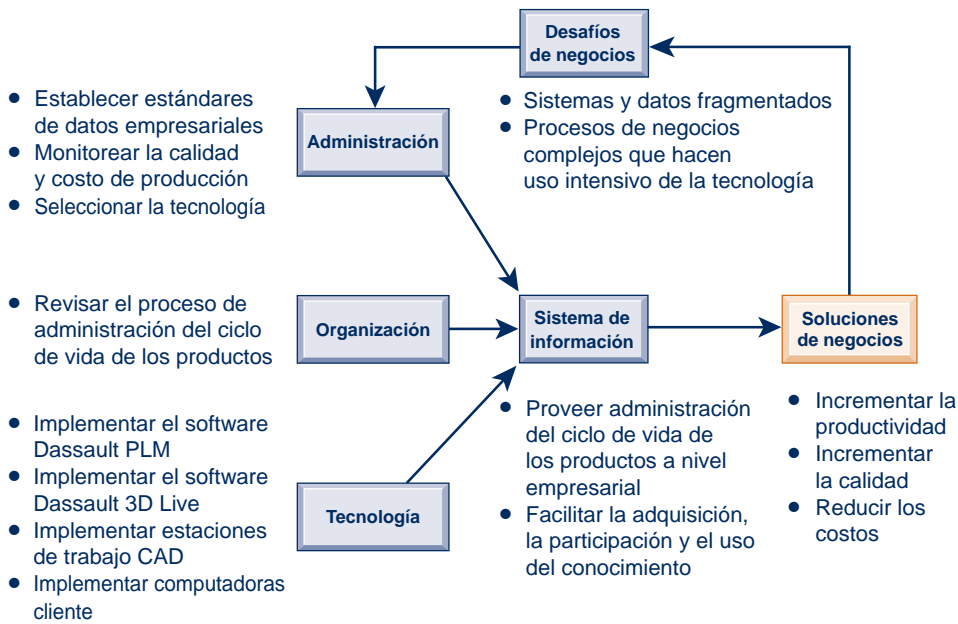 Desafíos
de negocios
• Sistemas y datos fragmentados
• Procesos de negocios
complejos que hacen
uso intensivo de la tecnología
• Establecer estándares
de datos empresariales
• Monitorear la calidad
y costo de producción
• Seleccionar la tecnología
Administración
• Revisar el proceso de
administración del ciclo
de vida de los productos
Organización
Sistema de
información
Soluciones
de negocios
• Implementar el software
Dassault PLM
• Implementar el software
Dassault 3D Live
• Implementar estaciones
de trabajo CAD
• Implementar computadoras
cliente
Tecnología
• Proveer administración
del ciclo de vida de
los productos a nivel
empresarial
• Facilitar la adquisición,
la participación y el uso
del conocimiento
• Incrementar la
productividad
• Incrementar
la calidad
• Reducir los
costos